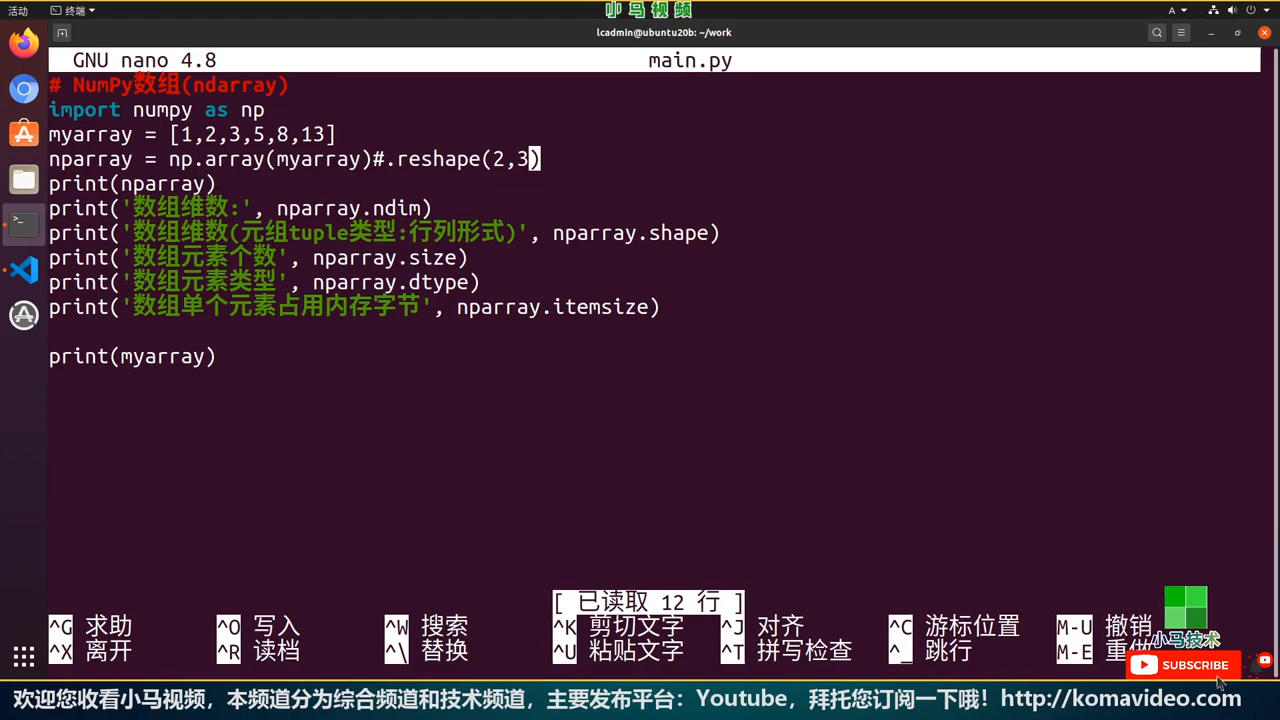 活动
终端
小马视频
A
lcadmin@ubuntu20b: ~/work
GNU nano 4.8 main.py
# NumPy数组(ndarray)
import numpy as np
myarray = [1,2,3,5,8,13]
nparray = np.array(myarray)#.reshape(2,3)
print(nparray)
print('数组维数:', nparray.ndim)
print('数组维数(元组tuple类型:行列形式)', nparray.shape)
print('数组元素个数', nparray.size)
print('数组元素类型', nparray.dtype)
print('数组单个元素占用内存字节', nparray.itemsize)
print(myarray)
[ 已读取 12 行 ]
^G 求助 ^O 写入 ^W 搜索 ^K 剪切文字 ^J 对齐 ^C 游标位置 M-U 撤销
^X 离开 ^R 读档 ^\ 替换 ^U 粘贴文字 ^T 拼写检查 ^_ 跳行 M-E 重做
小马技术
SUBSCRIBE
欢迎您收看小马视频，本频道分为综合频道和技术频道，主要发布平台：Youtube，拜托您订阅一下哦！http://komavideo.com